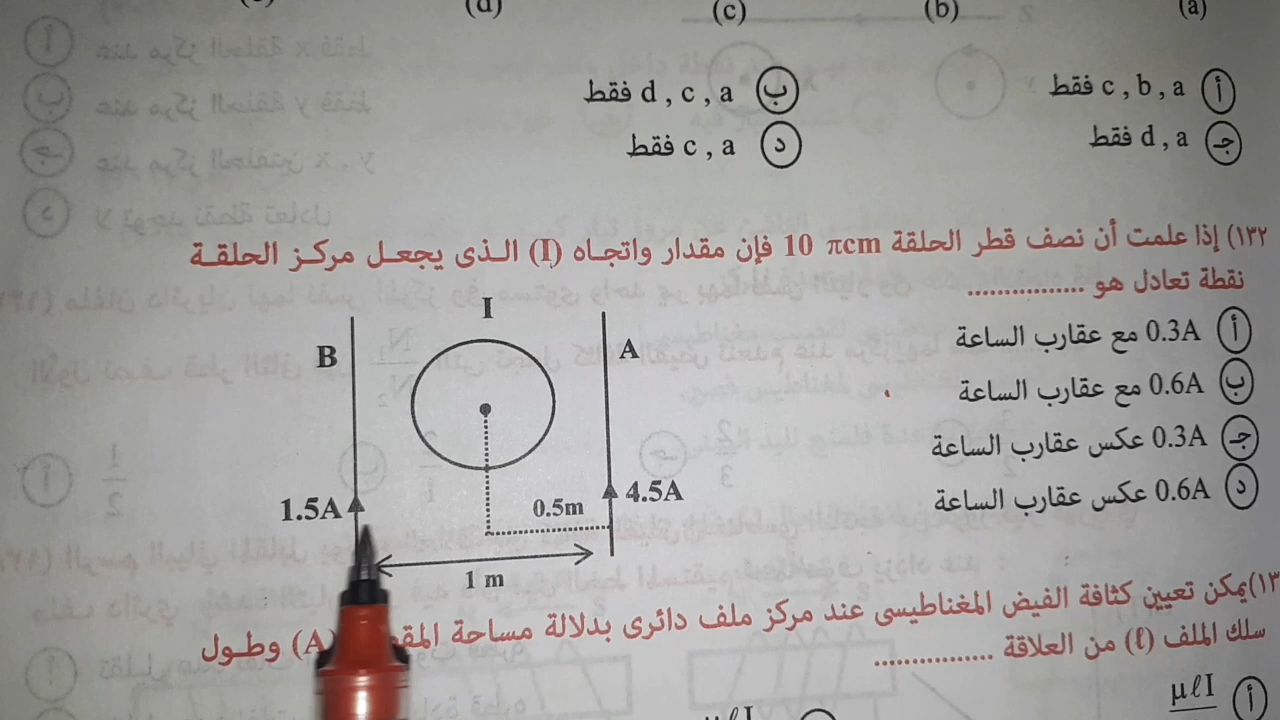 (a) (b) (c) (d)
أ c , b , a فقط
ب d , c , a فقط
جـ d , a فقط
د c , a فقط
١٣٢) إذا علمت أن نصف قطر الحلقة 10 πcm فإن مقدار واتجاه (I) الذى يجعل مركز الحلقة
نقطة تعادل هو ................
أ 0.3A مع عقارب الساعة
ب 0.6A مع عقارب الساعة
جـ 0.3A عكس عقارب الساعة
د 0.6A عكس عقارب الساعة
I
B
A
1.5A
4.5A
0.5m
1 m
يمكن تعيين كثافة الفيض المغناطيسى عند مركز ملف دائرى بدلالة مساحة (A) وطول
سلك الملف (ℓ) من العلاقة ................
أ μℓI
μℓI